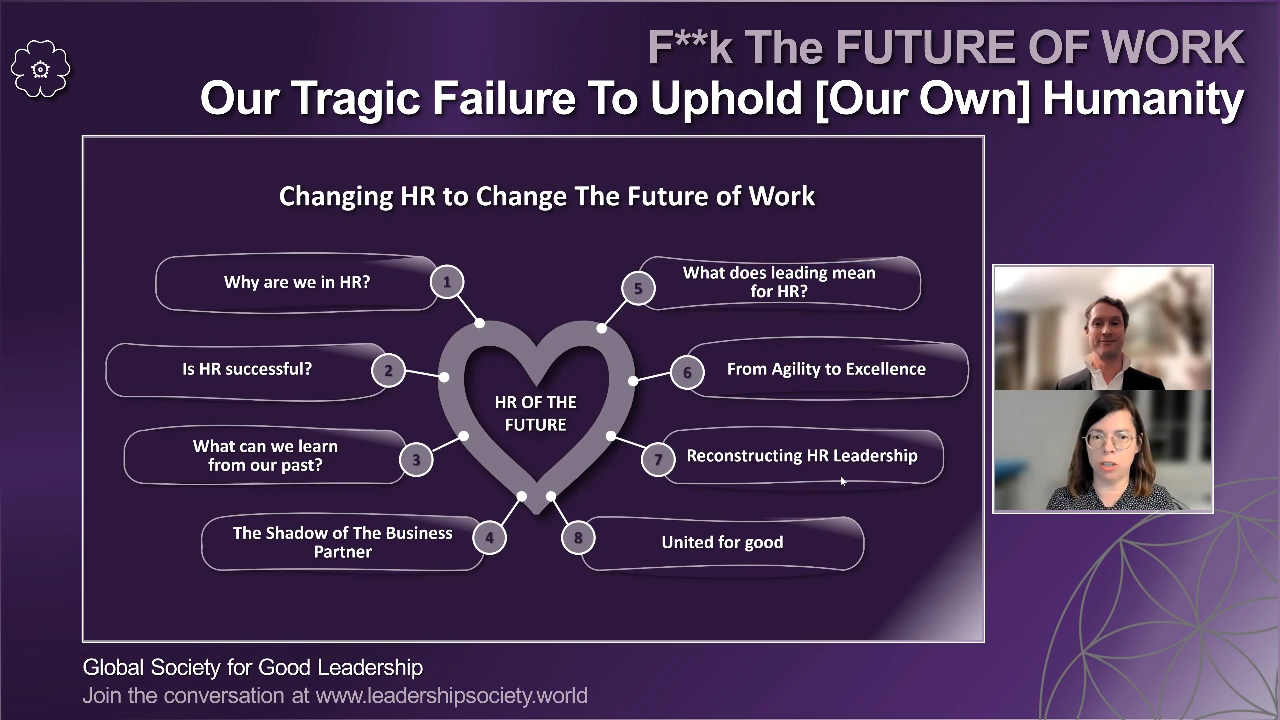 F**k The FUTURE OF WORK
Our Tragic Failure To Uphold [Our Own] Humanity
Changing HR to Change The Future of Work
Why are we in HR?
1
Is HR successful?
2
What can we learn
from our past?
3
The Shadow of The Business
Partner
4
HR OF THE
FUTURE
5
What does leading mean
for HR?
6
From Agility to Excellence
7
Reconstructing HR Leadership
8
United for good
Global Society for Good Leadership
Join the conversation at www.leadershipsociety.world